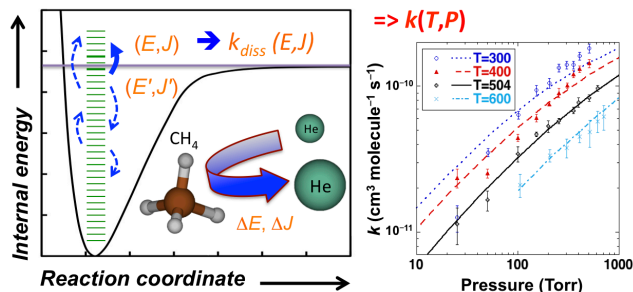 (E,J) → k_diss (E,J)
(E',J')
CH4
He
He
ΔE, ΔJ
Internal energy
Reaction coordinate
=> k(T,P)
T=300
T=400
T=504
T=600
10⁻¹⁰
10⁻¹¹
k (cm³ molecule⁻¹ s⁻¹)
10 100 1000
Pressure (Torr)